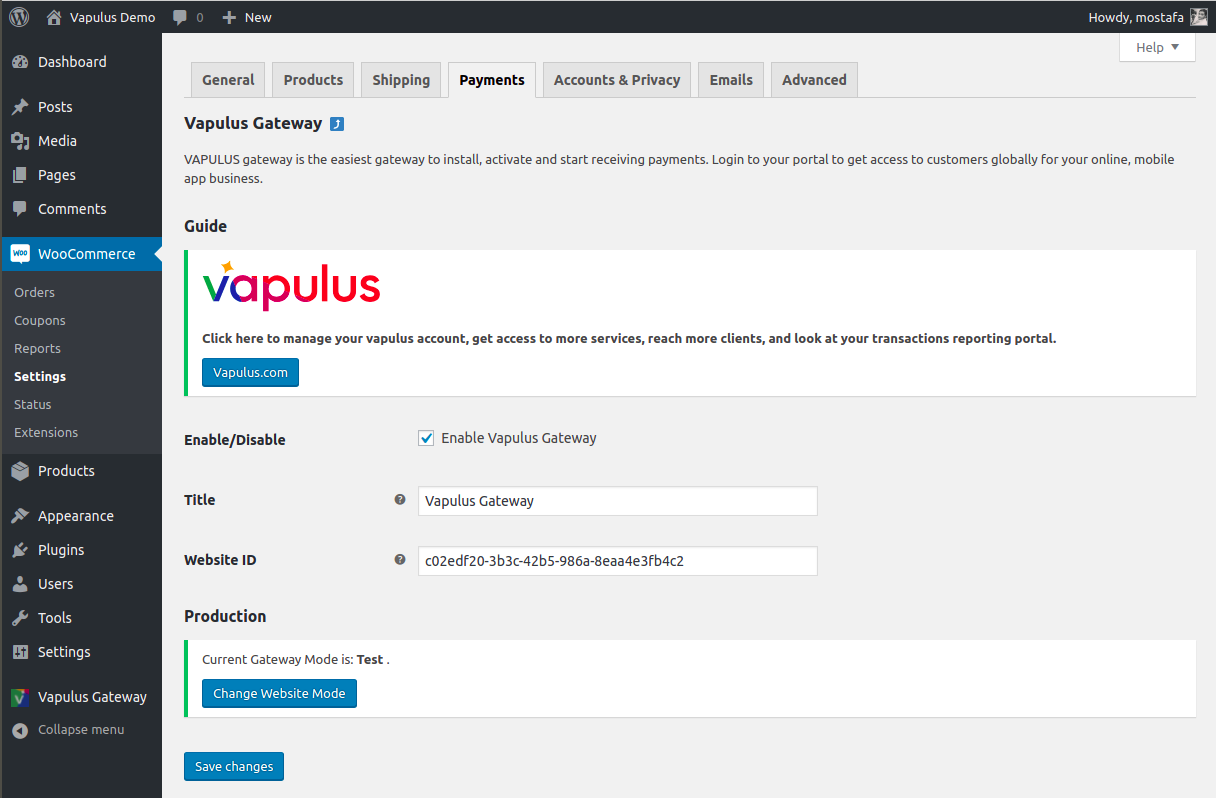 Vapulus Demo 0 New Howdy, mostafa
Help
Dashboard
Posts
Media
Pages
Comments
WooCommerce
Orders
Coupons
Reports
Settings
Status
Extensions
Products
Appearance
Plugins
Users
Tools
Settings
Vapulus Gateway
Collapse menu
General Products Shipping Payments Accounts & Privacy Emails Advanced
Vapulus Gateway
VAPULUS gateway is the easiest gateway to install, activate and start receiving payments. Login to your portal to get access to customers globally for your online, mobile
app business.
Guide
vapulus
Click here to manage your vapulus account, get access to more services, reach more clients, and look at your transactions reporting portal.
Vapulus.com
Enable/Disable Enable Vapulus Gateway
Title Vapulus Gateway
Website ID c02edf20-3b3c-42b5-986a-8eaa4e3fb4c2
Production
Current Gateway Mode is: Test .
Change Website Mode
Save changes